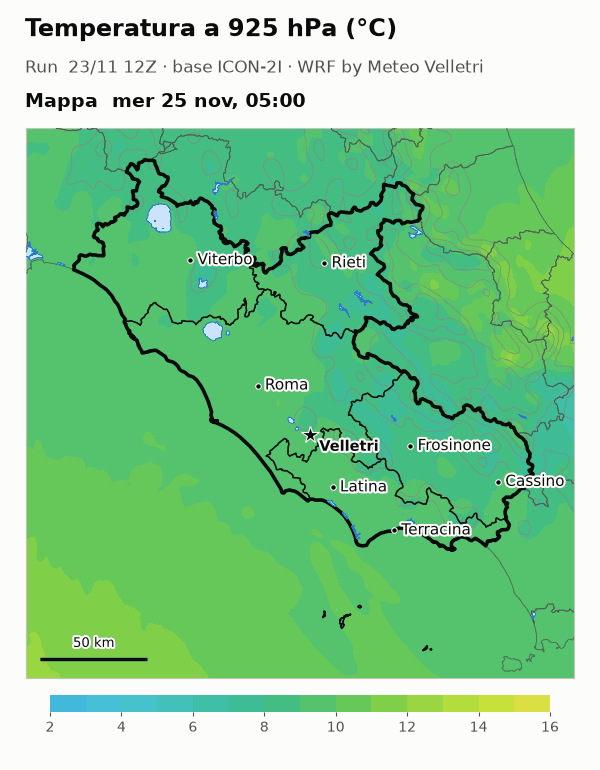 Temperatura a 925 hPa (°C)
Run  23/11 12Z · base ICON-2I · WRF by Meteo Velletri
Mappa  mer 25 nov, 05:00
Viterbo
Rieti
Roma
Velletri
Frosinone
Latina
Cassino
Terracina
50 km
2 4 6 8 10 12 14 16